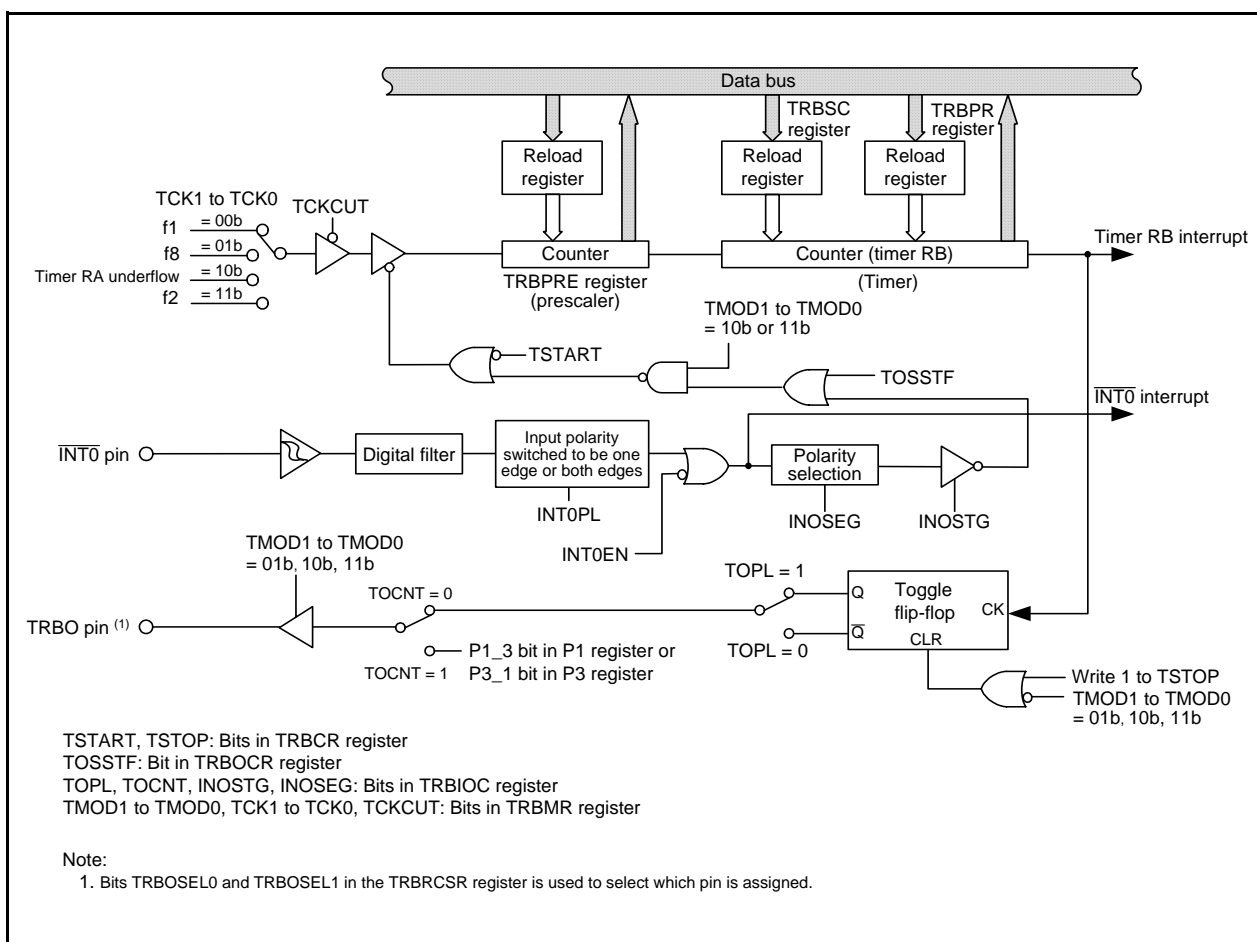 Data bus
TRBSC
register
TRBPR
register
Reload
register
Reload
register
Reload
register
TCK1 to TCK0
TCKCUT
f1
= 00b
f8
= 01b
Timer RA underflow
= 10b
f2
= 11b
Counter
Counter (timer RB)
Timer RB interrupt
TRBPRE register
(prescaler)
(Timer)
TMOD1 to TMOD0
= 10b or 11b
TSTART
TOSSTF
INT0 interrupt
INT0 pin
Digital filter
Input polarity
switched to be one
edge or both edges
Polarity
selection
INT0PL
INOSEG
INOSTG
INT0EN
TMOD1 to TMOD0
= 01b, 10b, 11b
TOCNT = 0
TOPL = 1
Q
Toggle
flip-flop
CK
TRBO pin (1)
Q
CLR
P1_3 bit in P1 register or
TOCNT = 1
P3_1 bit in P3 register
TOPL = 0
Write 1 to TSTOP
TMOD1 to TMOD0
= 01b, 10b, 11b
TSTART, TSTOP: Bits in TRBCR register
TOSSTF: Bit in TRBOCR register
TOPL, TOCNT, INOSTG, INOSEG: Bits in TRBIOC register
TMOD1 to TMOD0, TCK1 to TCK0, TCKCUT: Bits in TRBMR register
Note:
1. Bits TRBOSEL0 and TRBOSEL1 in the TRBRCSR register is used to select which pin is assigned.